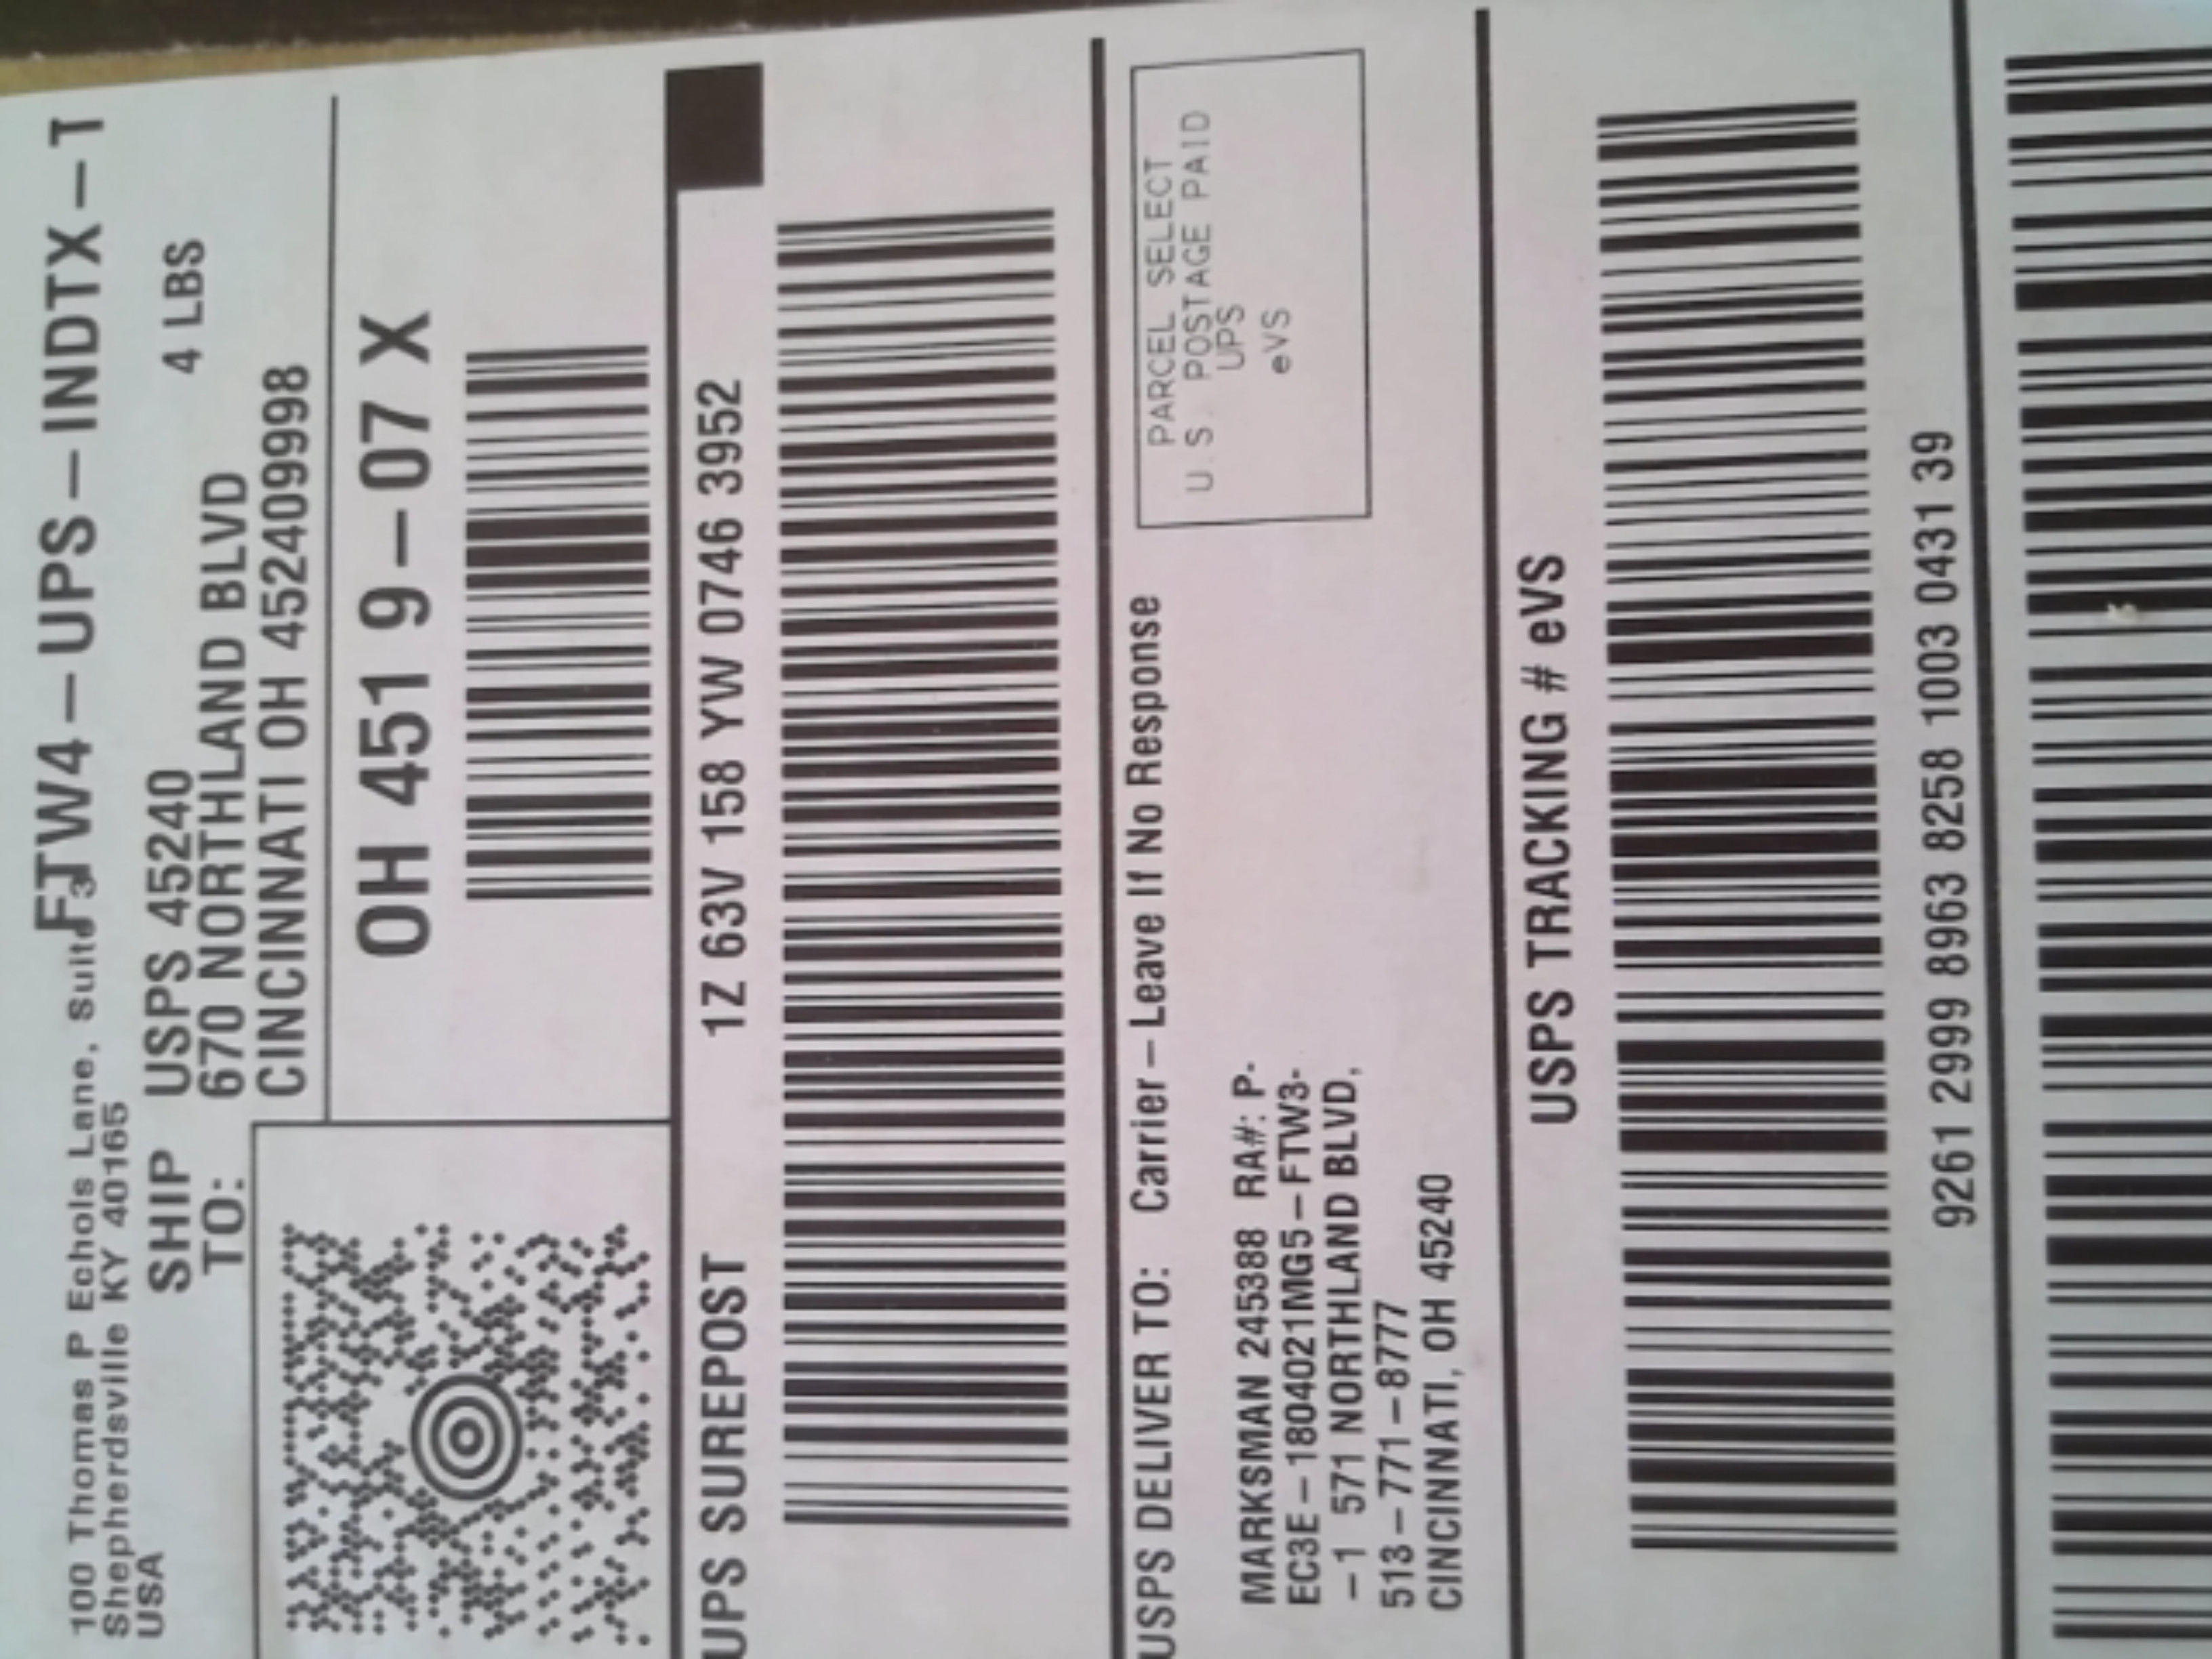 FTW4-UPS-INDTX-T
100 Thomas P Echols Lane, Suite 3
Shepherdsville KY 40165
USA
4 LBS
SHIP TO:
USPS 45240
670 NORTHLAND BLVD
CINCINNATI OH 452409998
OH 451 9-07 X
UPS SUREPOST
1Z 63V 158 YW 0746 3952
USPS DELIVER TO:
Carrier-Leave If No Response
PARCEL SELECT
U.S. POSTAGE PAID
UPS
eVS
MARKSMAN 245388 RA#: P-
EC3E-1804021MG5-FTW3-
-1 571 NORTHLAND BLVD,
513-771-8777
CINCINNATI, OH 45240
USPS TRACKING # eVS
9261 2999 8963 8258 1003 0431 39